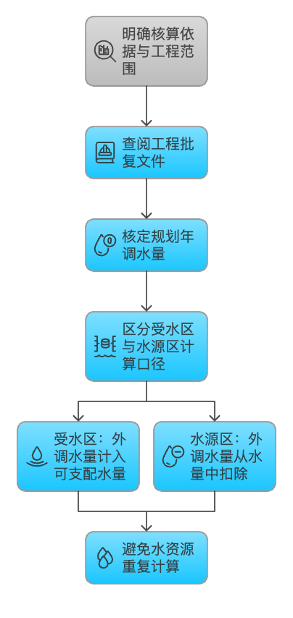 明确核算依
据与工程范
围
查阅工程批
复文件
核定规划年
调水量
区分受水区
与水源区计
算口径
受水区：外
调水量计入
可支配水量
水源区：外
调水量从水
量中扣除
避免水资源
重复计算